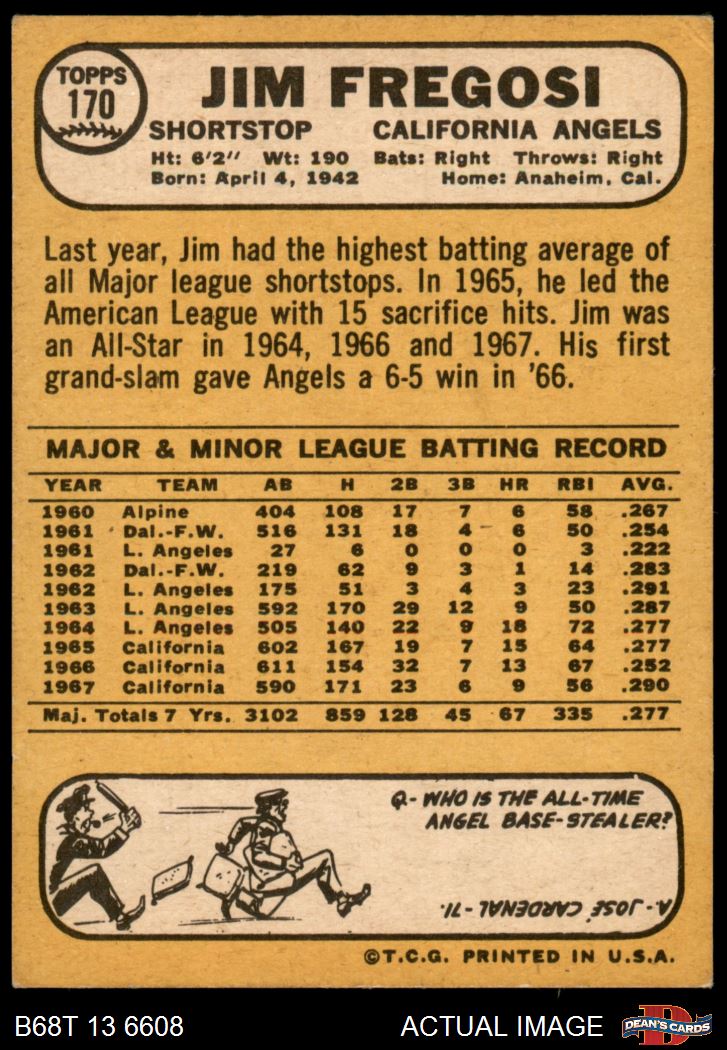 TOPPS
170
JIM FREGOSI
SHORTSTOP CALIFORNIA ANGELS
Ht: 6'2" Wt: 190 Bats: Right Throws: Right
Born: April 4, 1942 Home: Anaheim, Cal.
Last year, Jim had the highest batting average of
all Major league shortstops. In 1965, he led the
American League with 15 sacrifice hits. Jim was
an All-Star in 1964, 1966 and 1967. His first
grand-slam gave Angels a 6-5 win in '66.
MAJOR & MINOR LEAGUE BATTING RECORD
YEAR TEAM AB H 2B 3B HR RBI AVG.
1960 Alpine 404 108 17 7 6 58 .267
1961 Dal.-F.W. 516 131 18 4 6 50 .254
1961 L. Angeles 27 6 0 0 0 3 .222
1962 Dal.-F.W. 219 62 9 3 1 14 .283
1962 L. Angeles 175 51 3 4 3 23 .291
1963 L. Angeles 592 170 29 12 9 50 .287
1964 L. Angeles 505 140 22 9 18 72 .277
1965 California 602 167 19 7 15 64 .277
1966 California 611 154 32 7 13 67 .252
1967 California 590 171 23 6 9 56 .290
Maj. Totals 7 Yrs. 3102 859 128 45 67 335 .277
Q- WHO IS THE ALL-TIME
ANGEL BASE-STEALER?
A- JOSE CARDENAL - 71.
©T.C.G. PRINTED IN U.S.A.
B68T 13 6608 ACTUAL IMAGE
D
DEAN'S CARDS